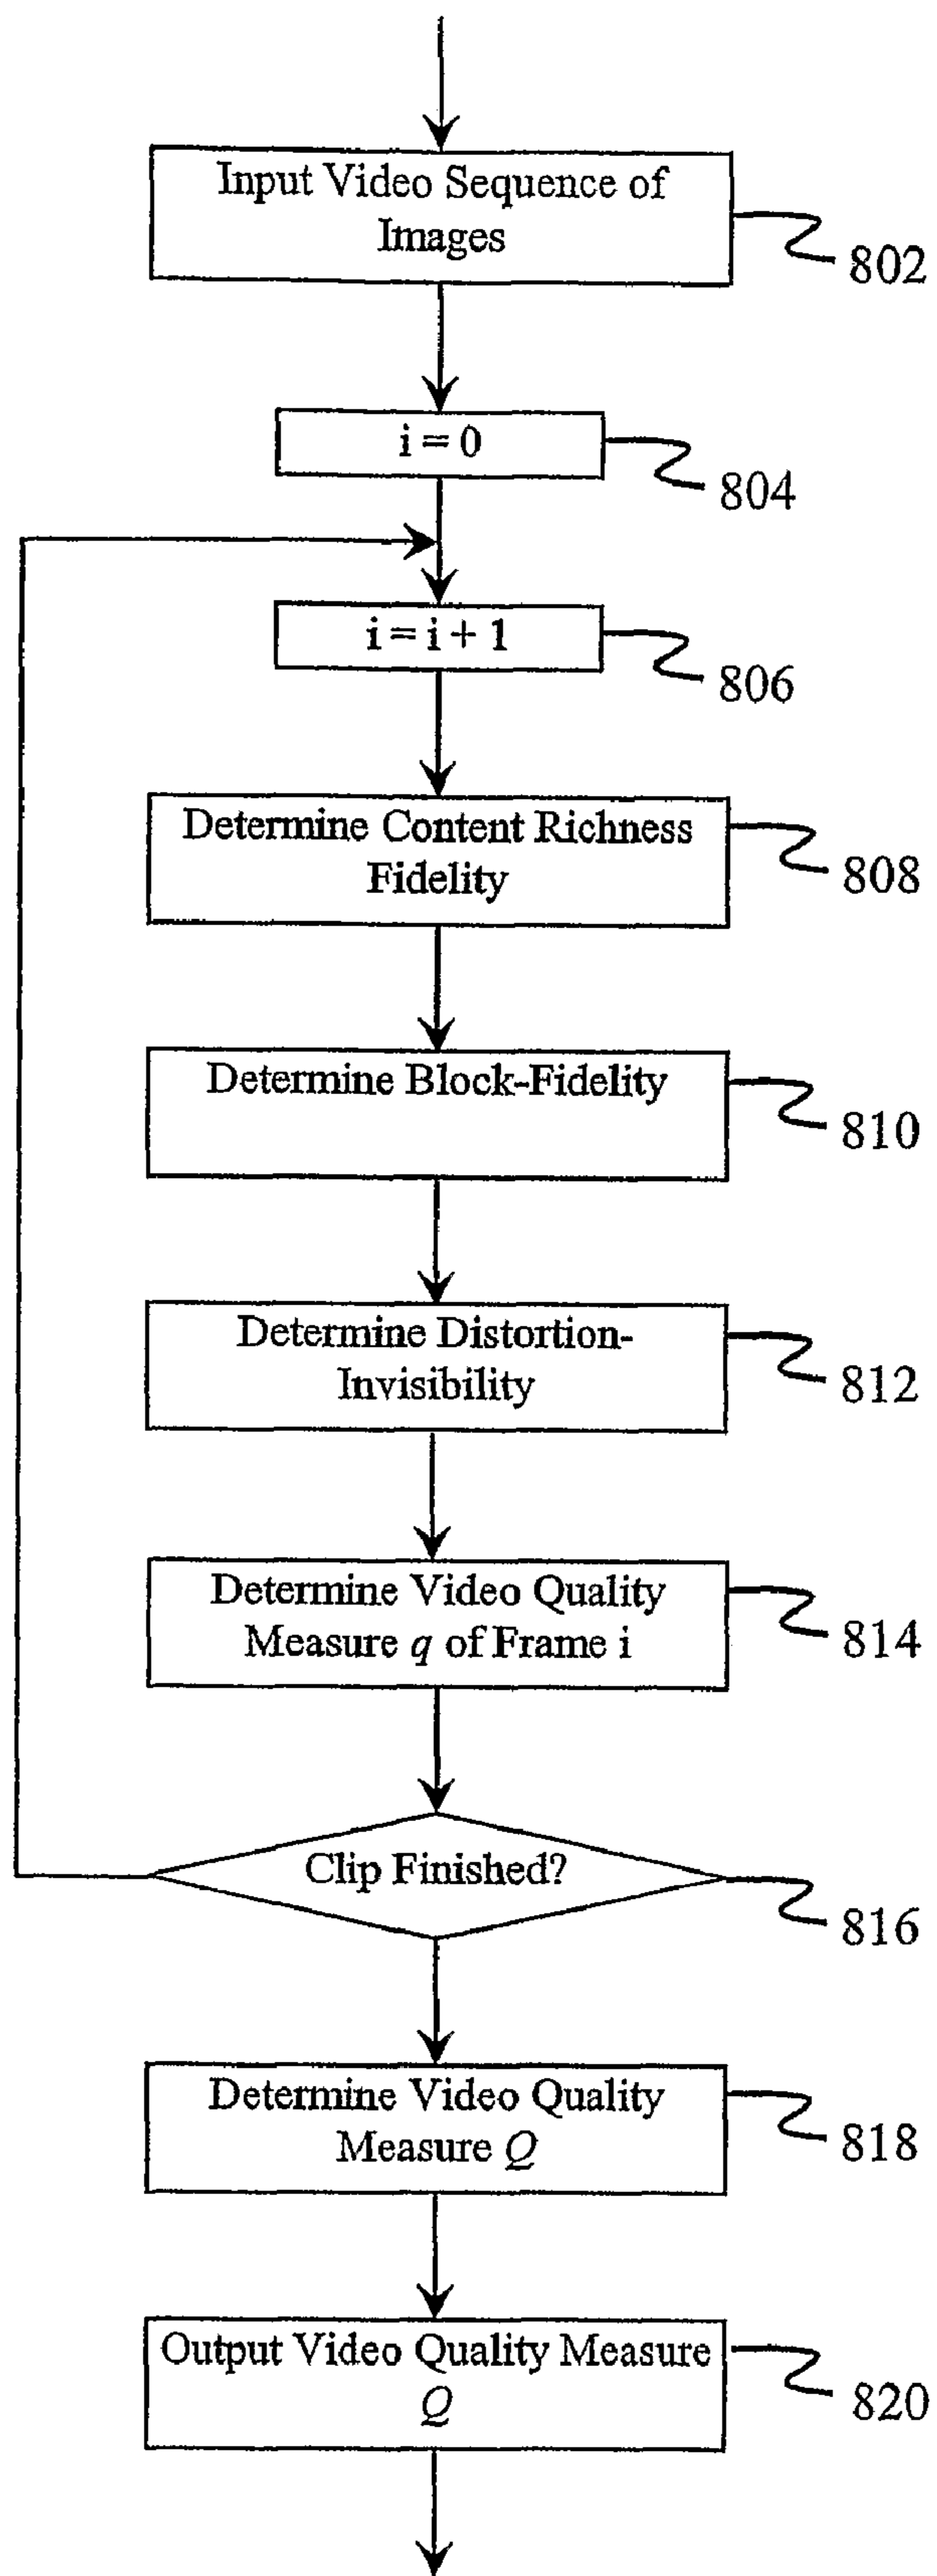 Input Video Sequence of
Images
802
i = 0
804
i = i + 1
806
Determine Content Richness
Fidelity
808
Determine Block-Fidelity
810
Determine Distortion-
Invisibility
812
Determine Video Quality
Measure q of Frame i
814
Clip Finished?
816
Determine Video Quality
Measure Q
818
Output Video Quality Measure
Q
820